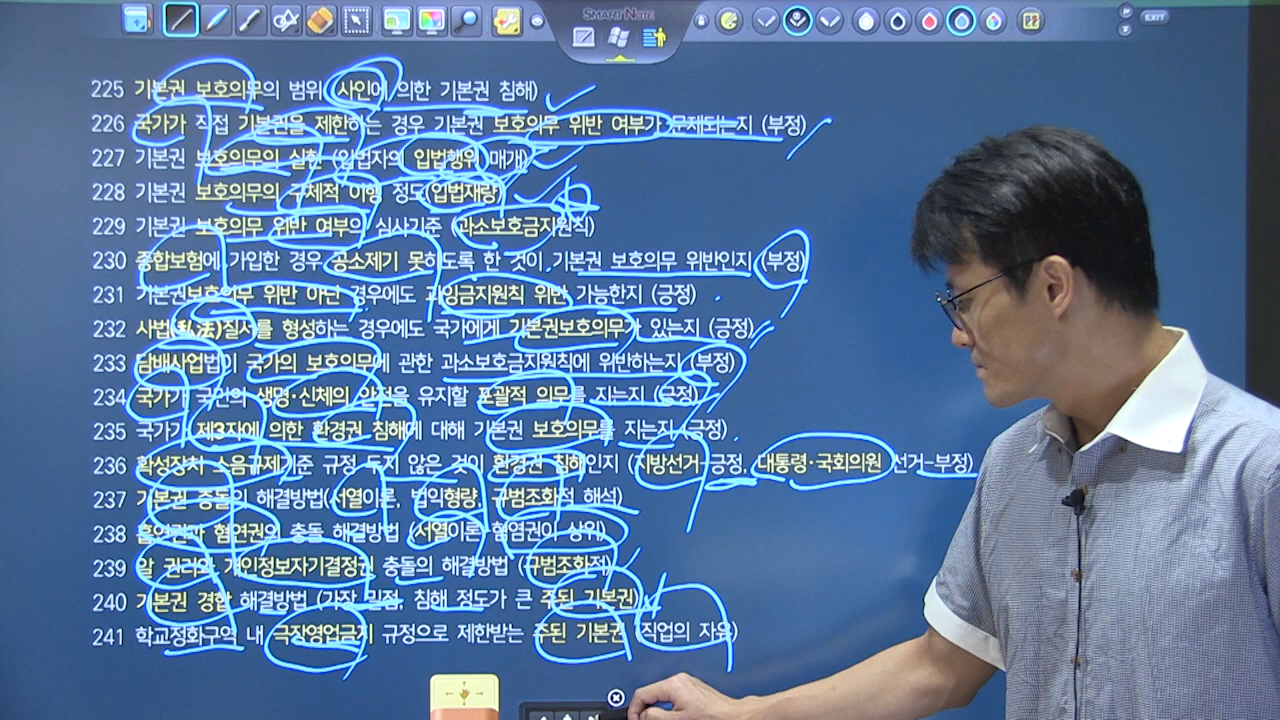 SMART NOTE
EXIT
225 기본권 보호의무의 범위 (사인에 의한 기본권 침해)
226 국가가 직접 기본권을 제한하는 경우 기본권 보호의무 위반 여부가 문제되는지 (부정)
227 기본권 보호의무의 실현 (입법자의 입법행위 매개)
228 기본권 보호의무의 구체적 이행 정도(입법재량)
229 기본권 보호의무 위반 여부의 심사기준 (과소보호금지원칙)
230 종합보험에 가입한 경우 공소제기 못하도록 한 것이 기본권 보호의무 위반인지 (부정)
231 기본권보호의무 위반 아닌 경우에도 과잉금지원칙 위반 가능한지 (긍정)
232 사법(私法)질서를 형성하는 경우에도 국가에게 기본권보호의무가 있는지 (긍정)
233 담배사업법이 국가의 보호의무에 관한 과소보호금지원칙에 위반하는지 (부정)
234 국가가 국민의 생명·신체의 안전을 유지할 포괄적 의무를 지는지 (긍정)
235 국가가 제3자에 의한 환경권 침해에 대해 기본권 보호의무를 지는지 (긍정)
236 확성장치 소음규제기준 규정 두지 않은 것이 환경권 침해인지 (지방선거-긍정, 대통령·국회의원 선거-부정)
237 기본권 충돌의 해결방법(서열이론, 법익형량, 규범조화적 해석)
238 흡연권과 혐연권의 충돌 해결방법 (서열이론-혐연권이 상위)
239 알 권리와 개인정보자기결정권 충돌의 해결방법 (규범조화적)
240 기본권 경합 해결방법 (가장 밀접, 침해 정도가 큰 주된 기본권)
241 학교정화구역 내 극장영업금지 규정으로 제한받는 주된 기본권 (직업의 자유)